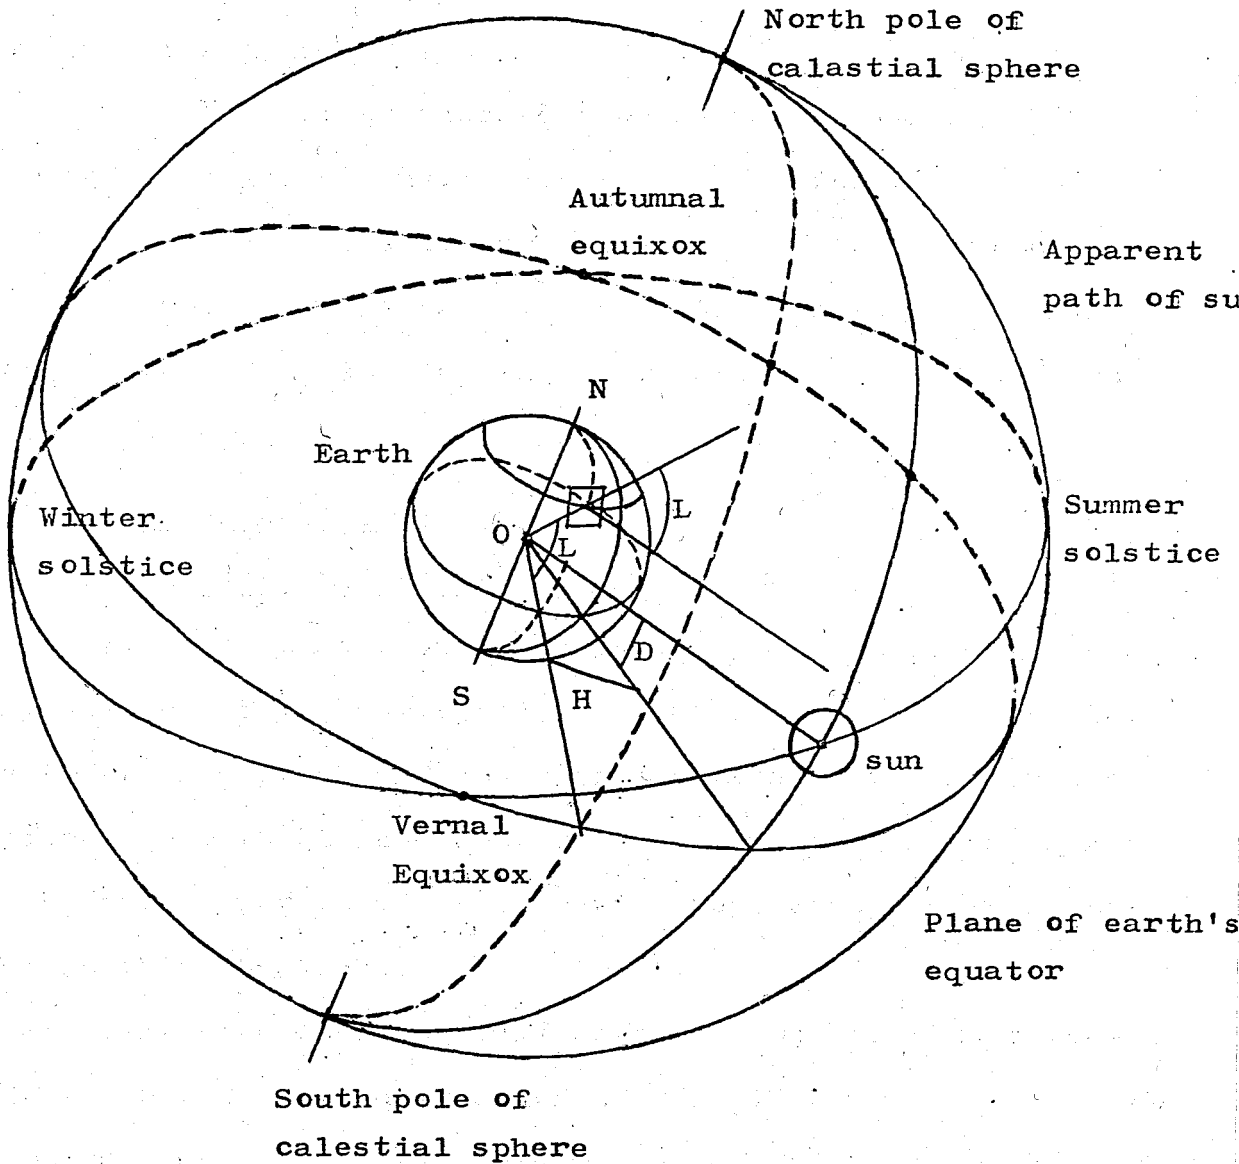 North pole of
calastial sphere
Autumnal
equixox
Apparent
path of su
N
Earth
L
Winter
solstice
O
L
Summer
solstice
D
S
H
sun
Vernal
Equixox
Plane of earth's
equator
South pole of
calestial sphere